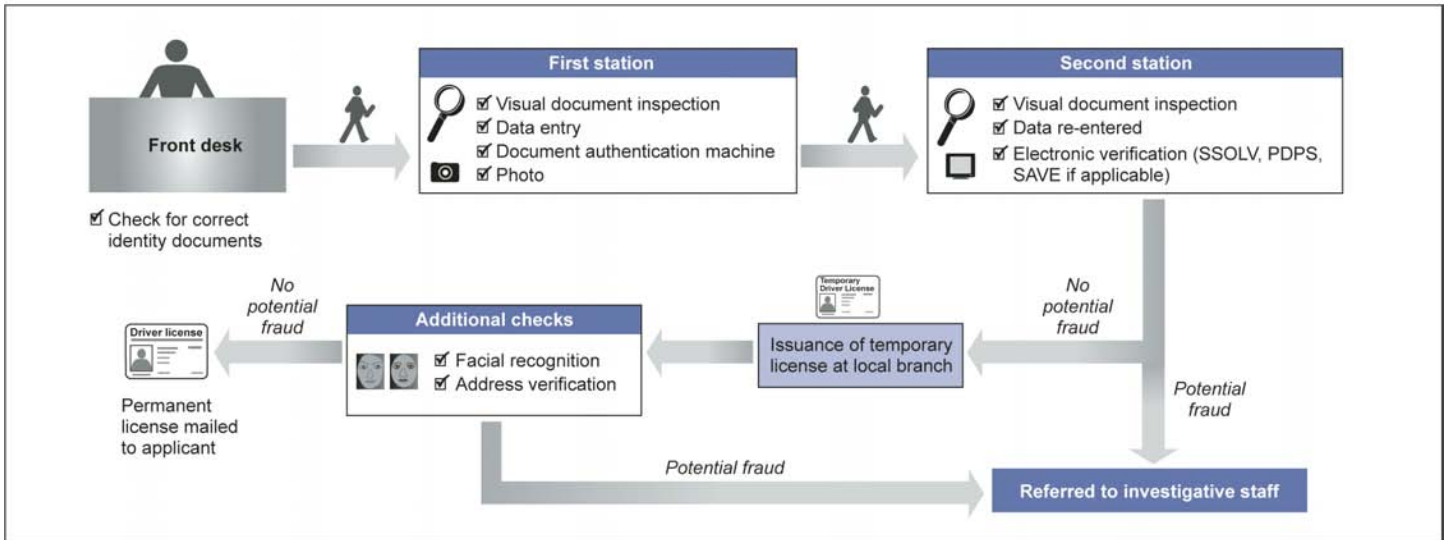 Front desk
Check for correct
identity documents
First station
Visual document inspection
Data entry
Document authentication machine
Photo
Second station
Visual document inspection
Data re-entered
Electronic verification (SSOLV, PDPS,
SAVE if applicable)
No
potential
fraud
Potential
fraud
Temporary
Driver License
Issuance of temporary
license at local branch
Additional checks
Facial recognition
Address verification
No
potential
fraud
Driver license
Permanent
license mailed
to applicant
Potential fraud
Referred to investigative staff